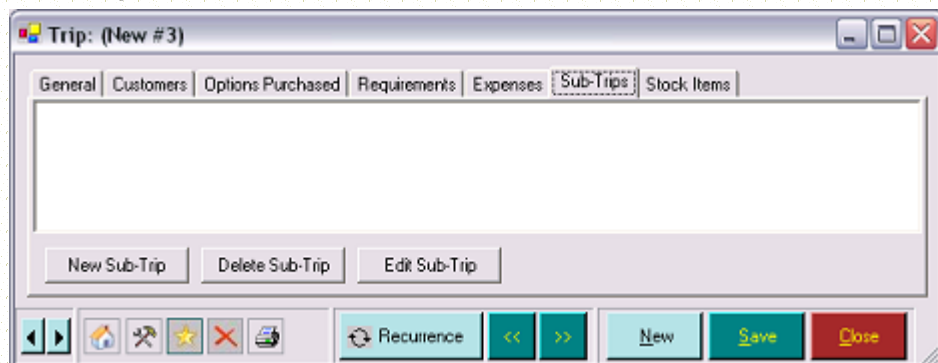 Trip: (New #3)
General Customers Options Purchased Requirements Expenses Sub-Trips Stock Items
New Sub-Trip Delete Sub-Trip Edit Sub-Trip
Recurrence << >> New Save Close